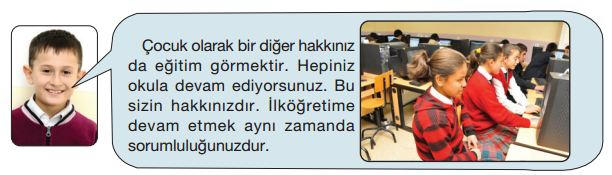 Çocuk olarak bir diğer hakkınız
da eğitim görmektir. Hepiniz
okula devam ediyorsunuz. Bu
sizin hakkınızdır. İlköğretime
devam etmek aynı zamanda
sorumluluğunuzdur.